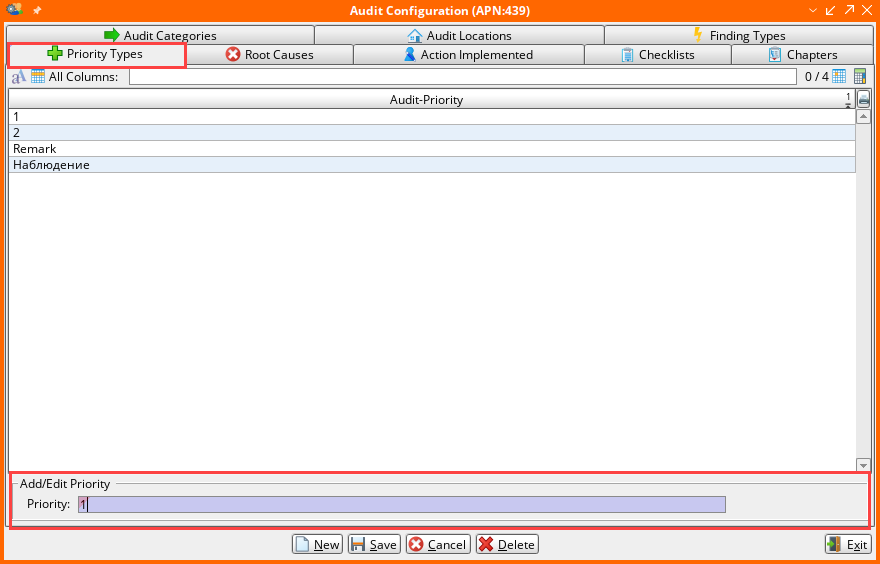 Audit Configuration (APN:439)
Audit Categories Audit Locations Finding Types
Priority Types Root Causes Action Implemented Checklists Chapters
All Columns: 0 / 4
Audit-Priority 1
1
2
Remark
Наблюдение
Add/Edit Priority
Priority: 1
New Save Cancel Delete Exit